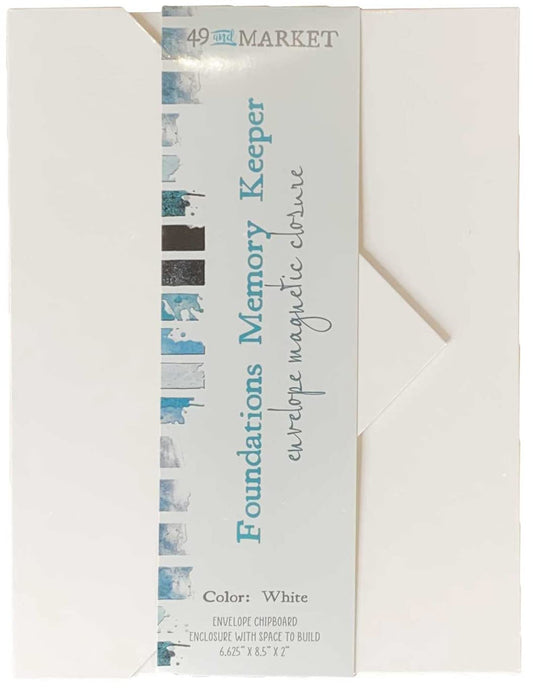 49 and MARKET
Foundations Memory Keeper
envelope magnetic closure
Color: White
ENVELOPE CHIPBOARD
ENCLOSURE WITH SPACE TO BUILD
6.625" X 8.5" X 2"